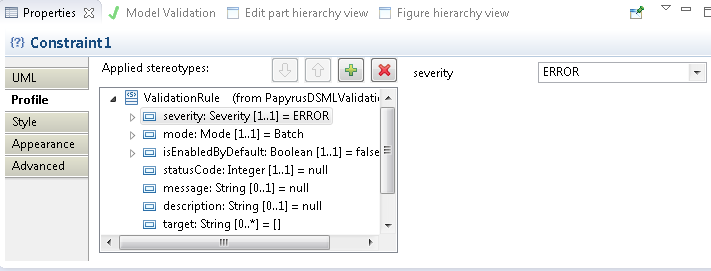 Properties Model Validation Edit part hierarchy view Figure hierarchy view
{?} Constraint1
UML
Profile
Style
Appearance
Advanced
Applied stereotypes:
<S> ValidationRule (from PapyrusDSMLValidatio
severity: Severity [1..1] = ERROR
mode: Mode [1..1] = Batch
isEnabledByDefault: Boolean [1..1] = false
statusCode: Integer [1..1] = null
message: String [0..1] = null
description: String [0..1] = null
target: String [0..*] = []
severity ERROR